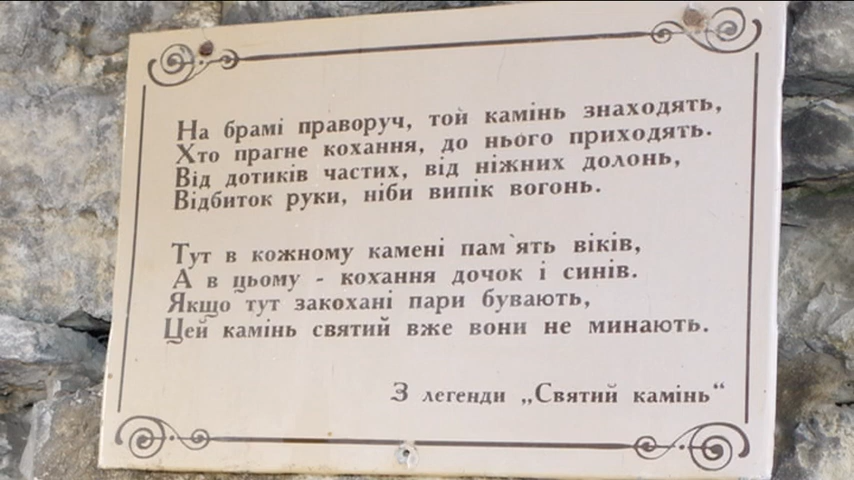 На брамі праворуч, той камінь знаходять,
Хто прагне кохання, до нього приходять.
Від дотиків частих, від ніжних долонь,
Відбиток руки, ніби випік вогонь.
Тут в кожному камені пам`ять віків,
А в цьому - кохання дочок і синів.
Якщо тут закохані пари бувають,
Цей камінь святий вже вони не минають.
З легенди „Святий камінь“